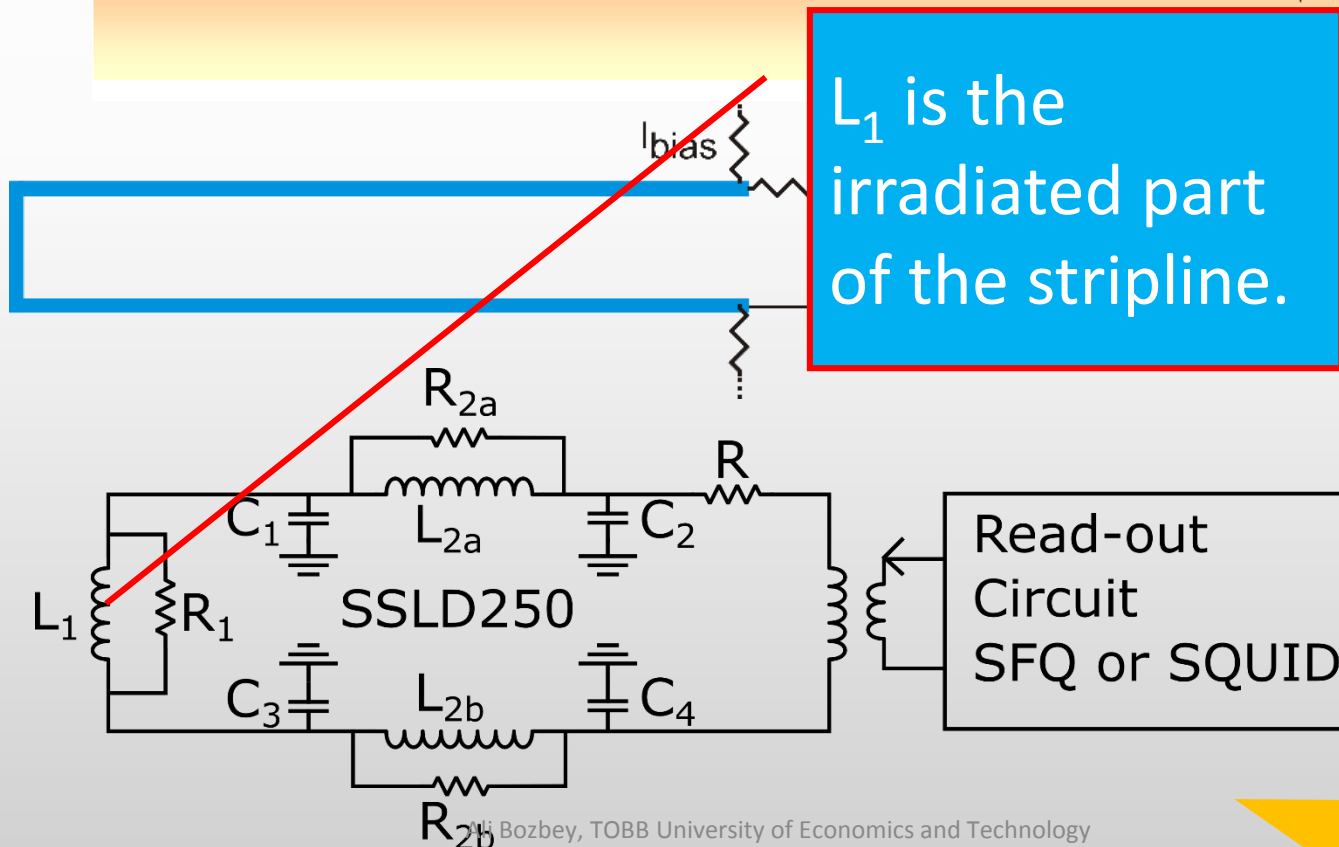 L₁ is the
irradiated part
of the stripline.
Ibias
R₂ₐ
R
C₁
L₂ₐ
C₂
L₁
R₁
SSLD250
Read-out
Circuit
SFQ or SQUID
C₃
L2b
C₄
R2b
Ali Bozbey, TOBB University of Economics and Technology